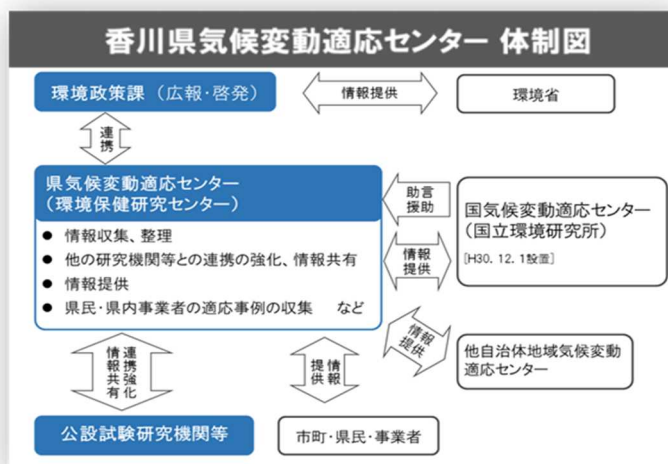 香川県気候変動適応センター 体制図
環境政策課（広報・啓発）
情報提供
環境省
連携
県気候変動適応センター
（環境保健研究センター）
● 情報収集、整理
● 他の研究機関等との連携の強化、情報共有
● 情報提供
● 県民・県内事業者の適応事例の収集　など
助言
援助
情報
提供
国気候変動適応センター
（国立環境研究所）
[H30. 12. 1設置]
連携強化
情報共有
情報
提供
情報
提供
他自治体地域気候変動
適応センター
公設試験研究機関等
市町・県民・事業者